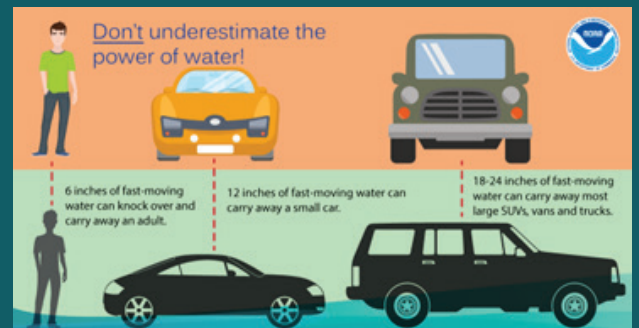 Don't underestimate the
power of water!
NOAA
6 inches of fast-moving
water can knock over and
carry away an adult.
12 inches of fast-moving water can
carry away a small car.
18-24 inches of fast-moving
water can carry away most
large SUVs, vans and trucks.